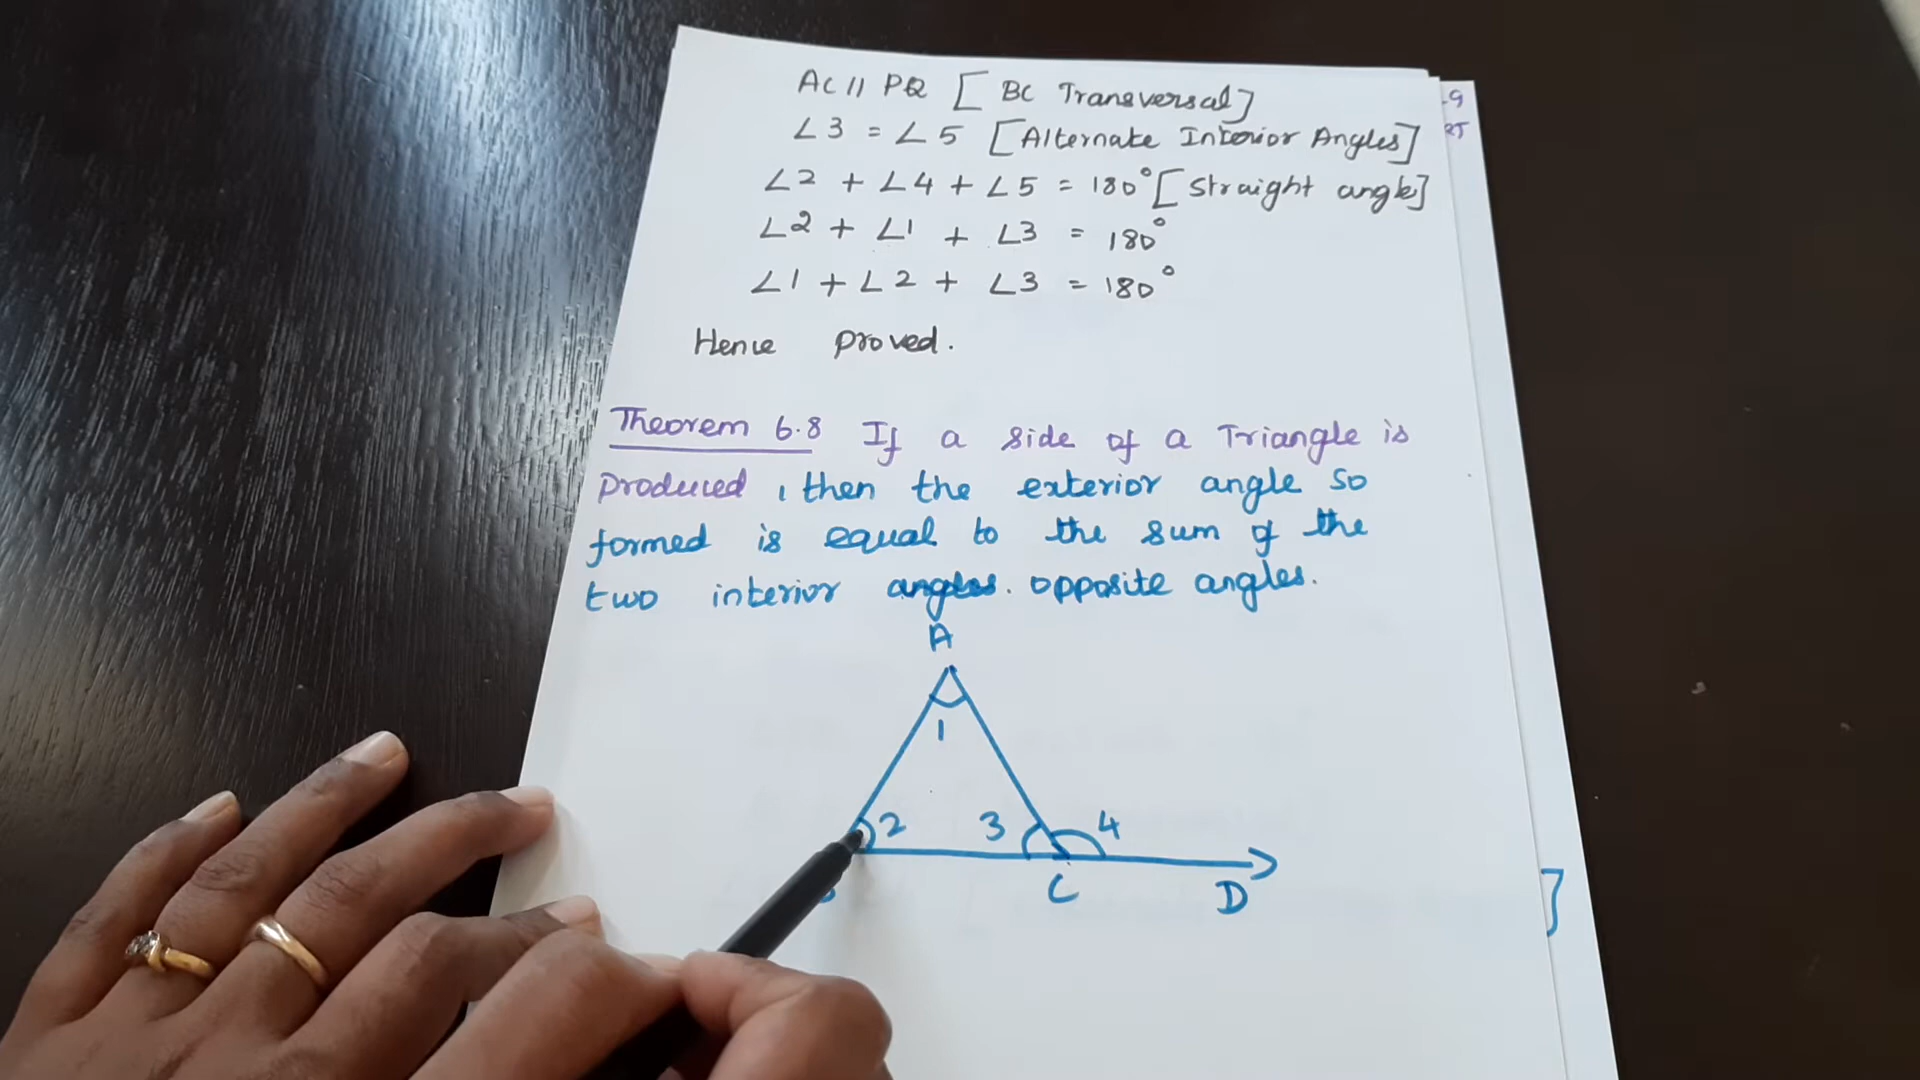 AC || PQ [ BC Transversal]
∠3 = ∠5 [Alternate Interior Angles]
∠2 + ∠4 + ∠5 = 180° [Straight angle]
∠2 + ∠1 + ∠3 = 180°
∠1 + ∠2 + ∠3 = 180°
Hence proved.
Theorem 6.8 If a side of a Triangle is
produced, then the exterior angle so
formed is equal to the sum of the
two interior angles. opposite angles.
A
1
2 3 4
C D